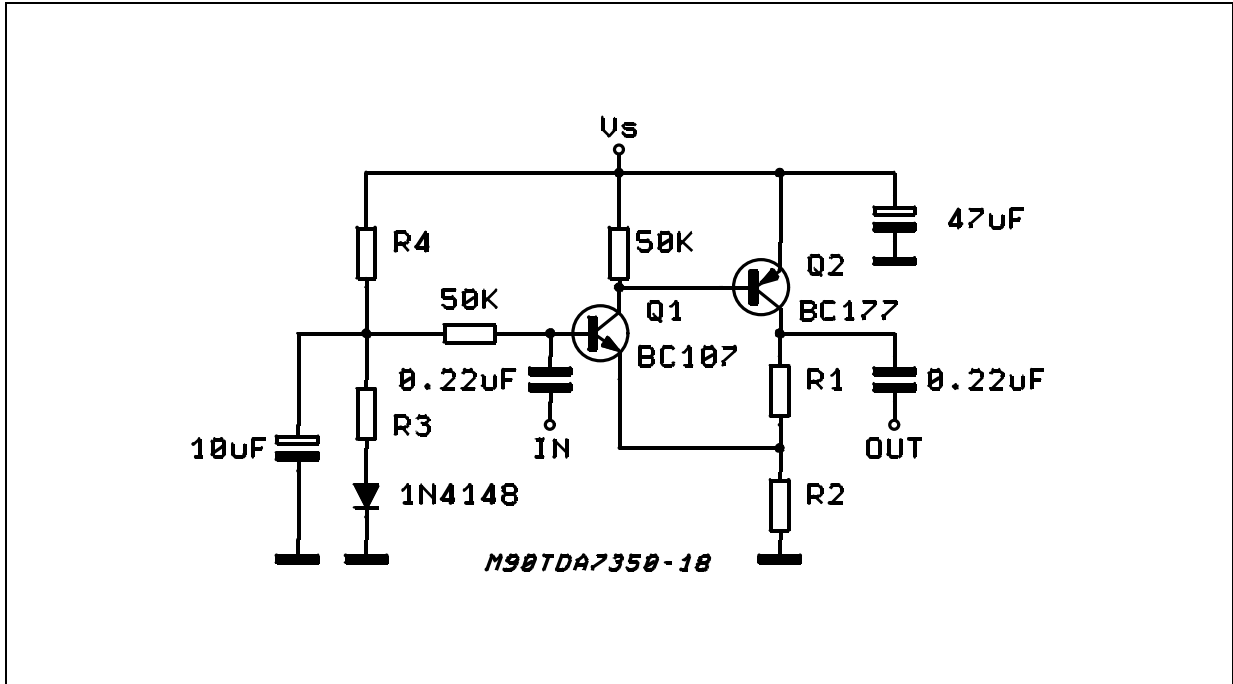 Vs
R4
50K
47uF
Q2
50K
Q1
BC177
BC107
0.22uF
R1
0.22uF
R3
10uF
IN
OUT
1N4148
R2
M90TDA7350-18